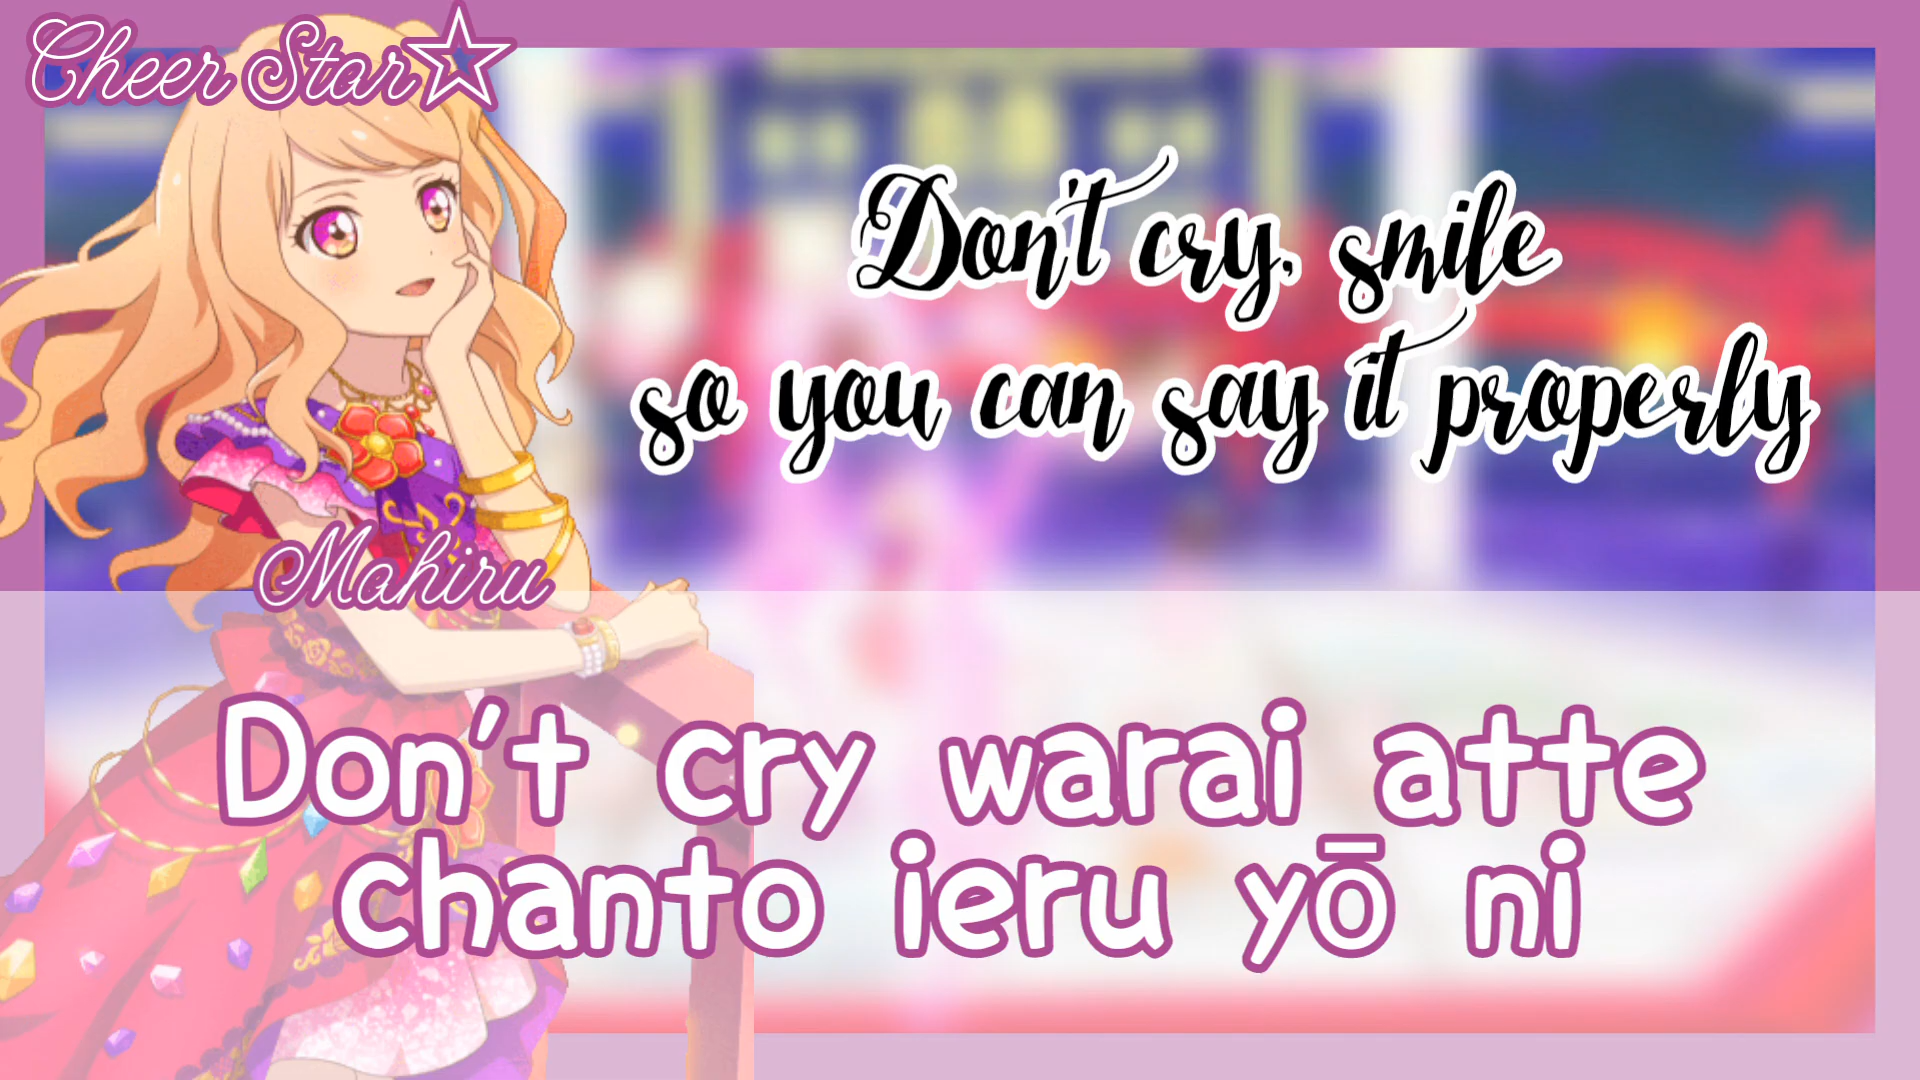 Cheer Star☆
Don't cry, smile
so you can say it properly
Mahiru
Don't cry warai atte
chanto ieru yō ni